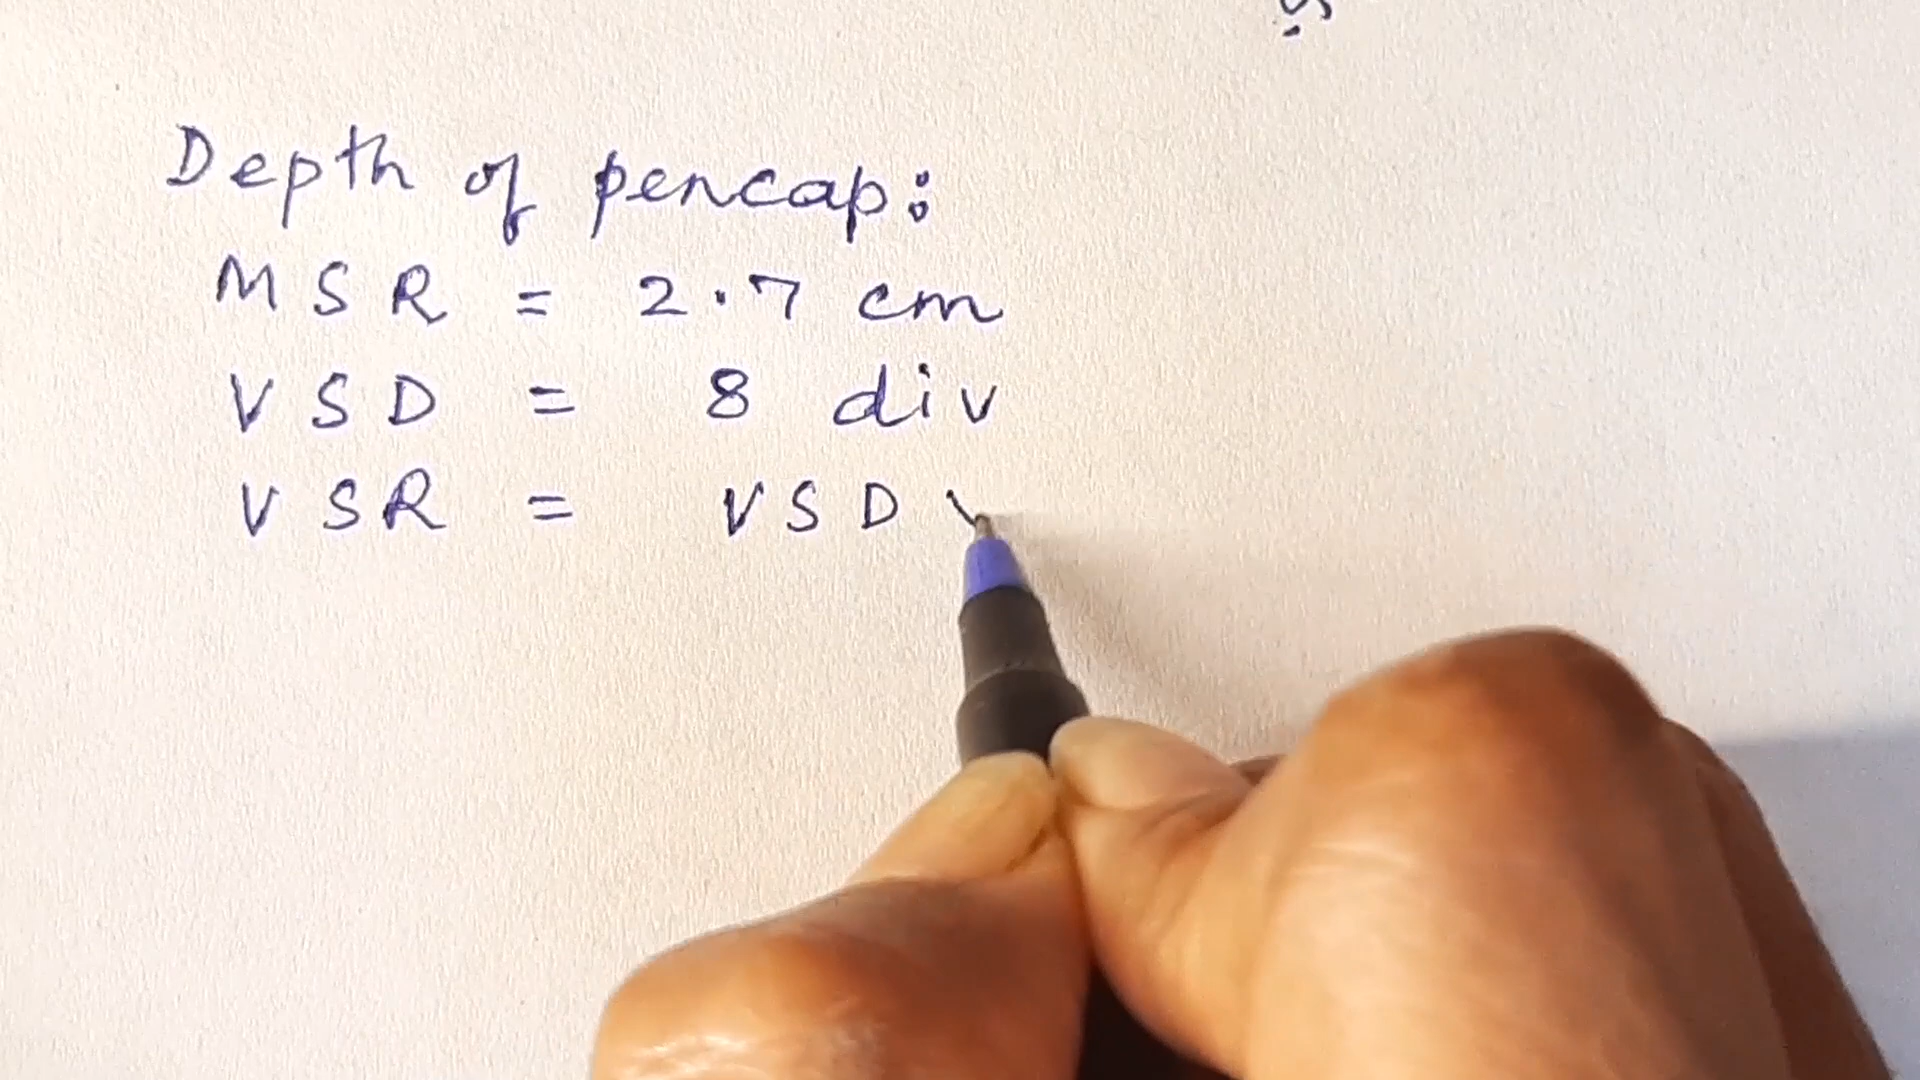 Depth of pencap:
MSR = 2.7 cm
VSD = 8 div
VSR = VSD